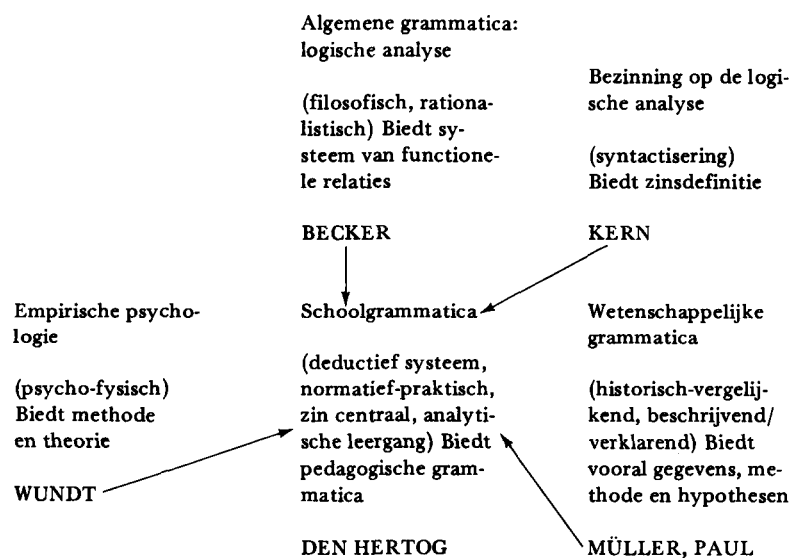 Algemene grammatica:
logische analyse
(filosofisch, rationa-
listisch) Biedt sy-
steem van functione-
le relaties
BECKER
Bezinning op de logi-
sche analyse
(syntactisering)
Biedt zinsdefinitie
KERN
Empirische psycho-
logie
(psycho-fysisch)
Biedt methode
en theorie
WUNDT
Schoolgrammatica
(deductief systeem,
normatief-praktisch,
zin centraal, analyti-
sche leergang) Biedt
pedagogische gram-
matica
DEN HERTOG
Wetenschappelijke
grammatica
(historisch-vergelij-
kend, beschrijvend/
verklarend) Biedt
vooral gegevens, me-
thode en hypothesen
MÜLLER, PAUL